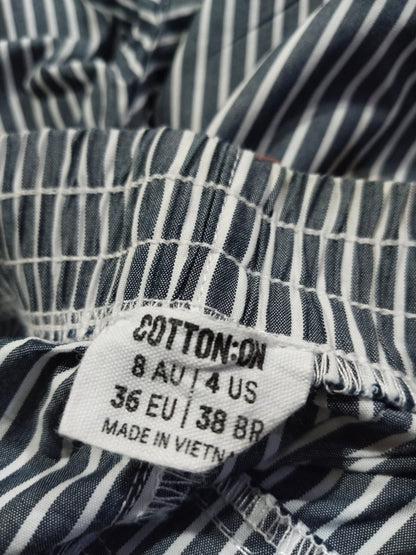 COTTON:ON
8 AU | 4 US
36 EU | 38 BR
MADE IN VIETNA